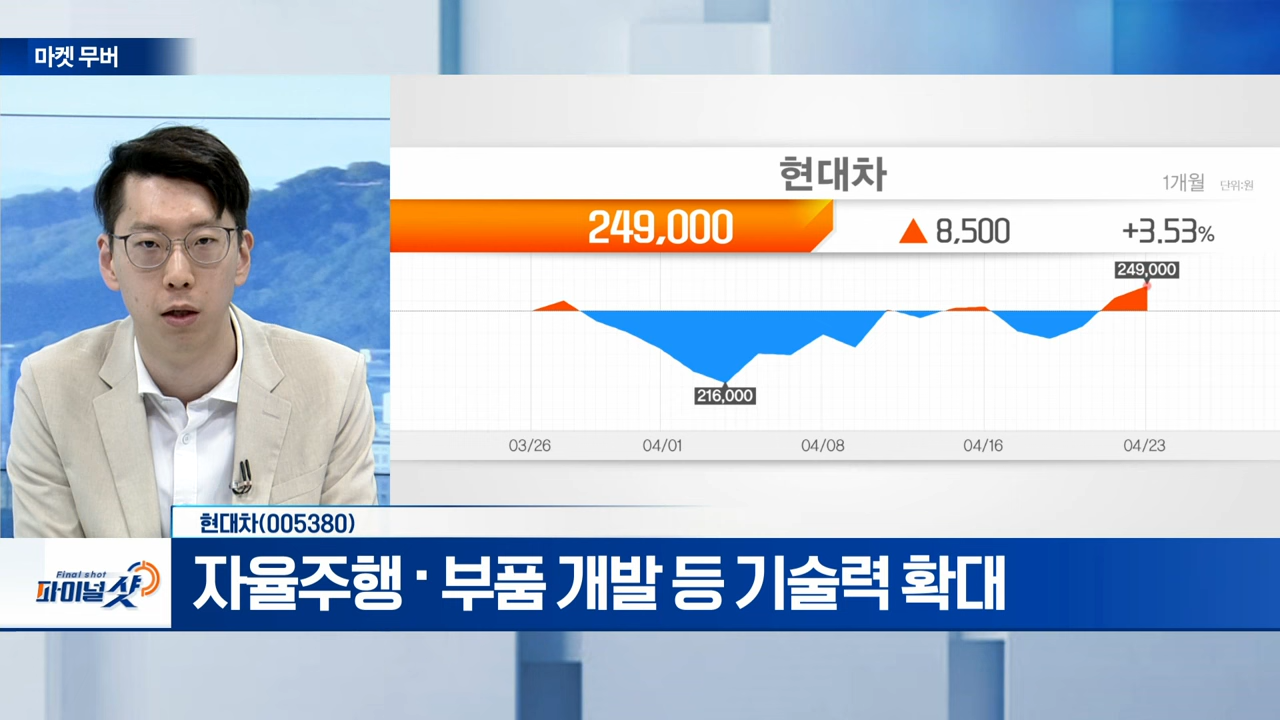 마켓 무버
현대차
1개월 단위:원
249,000 ▲ 8,500 +3.53%
249,000
216,000
03/26 04/01 04/08 04/16 04/23
현대차(005380)
Final shot
파이널샷
자율주행·부품 개발 등 기술력 확대